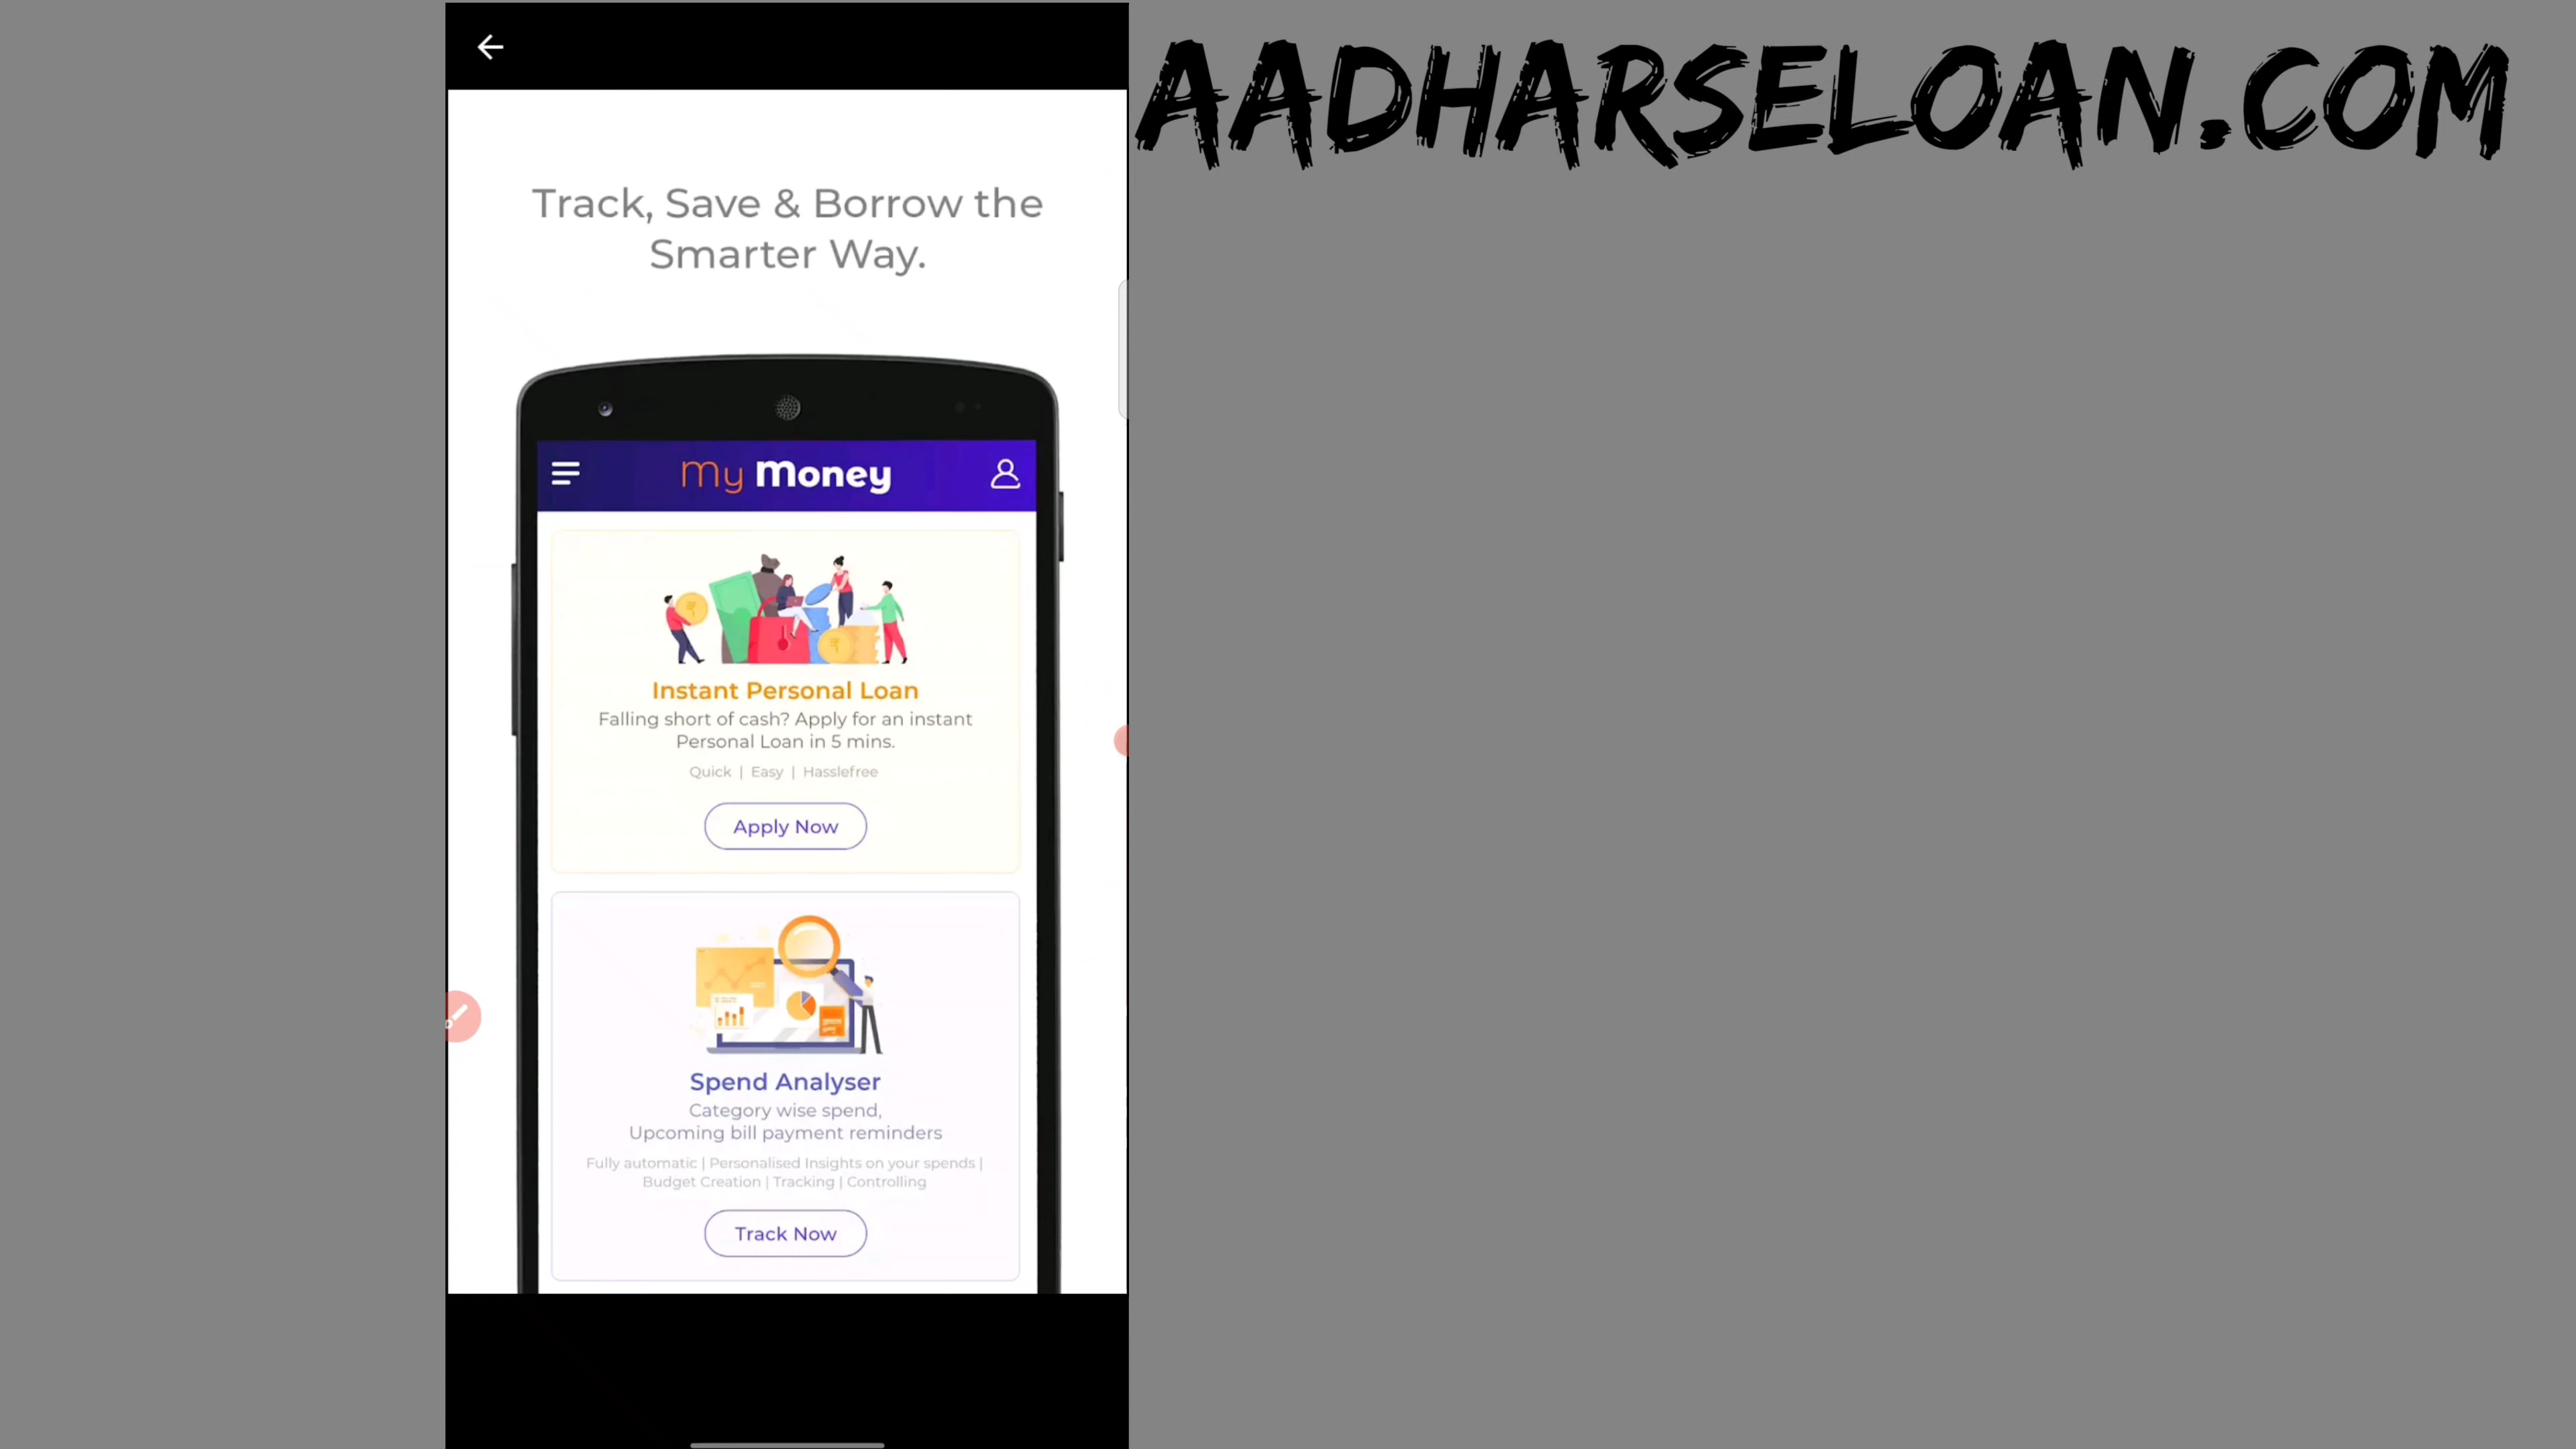 AADHARSELOAN.COM
Track, Save & Borrow the
Smarter Way.
my Money
Instant Personal Loan
Falling short of cash? Apply for an instant
Personal Loan in 5 mins.
Quick | Easy | Hasslefree
Apply Now
Spend Analyser
Category wise spend,
Upcoming bill payment reminders
Fully automatic | Personalised Insights on your spends |
Budget Creation | Tracking | Controlling
Track Now